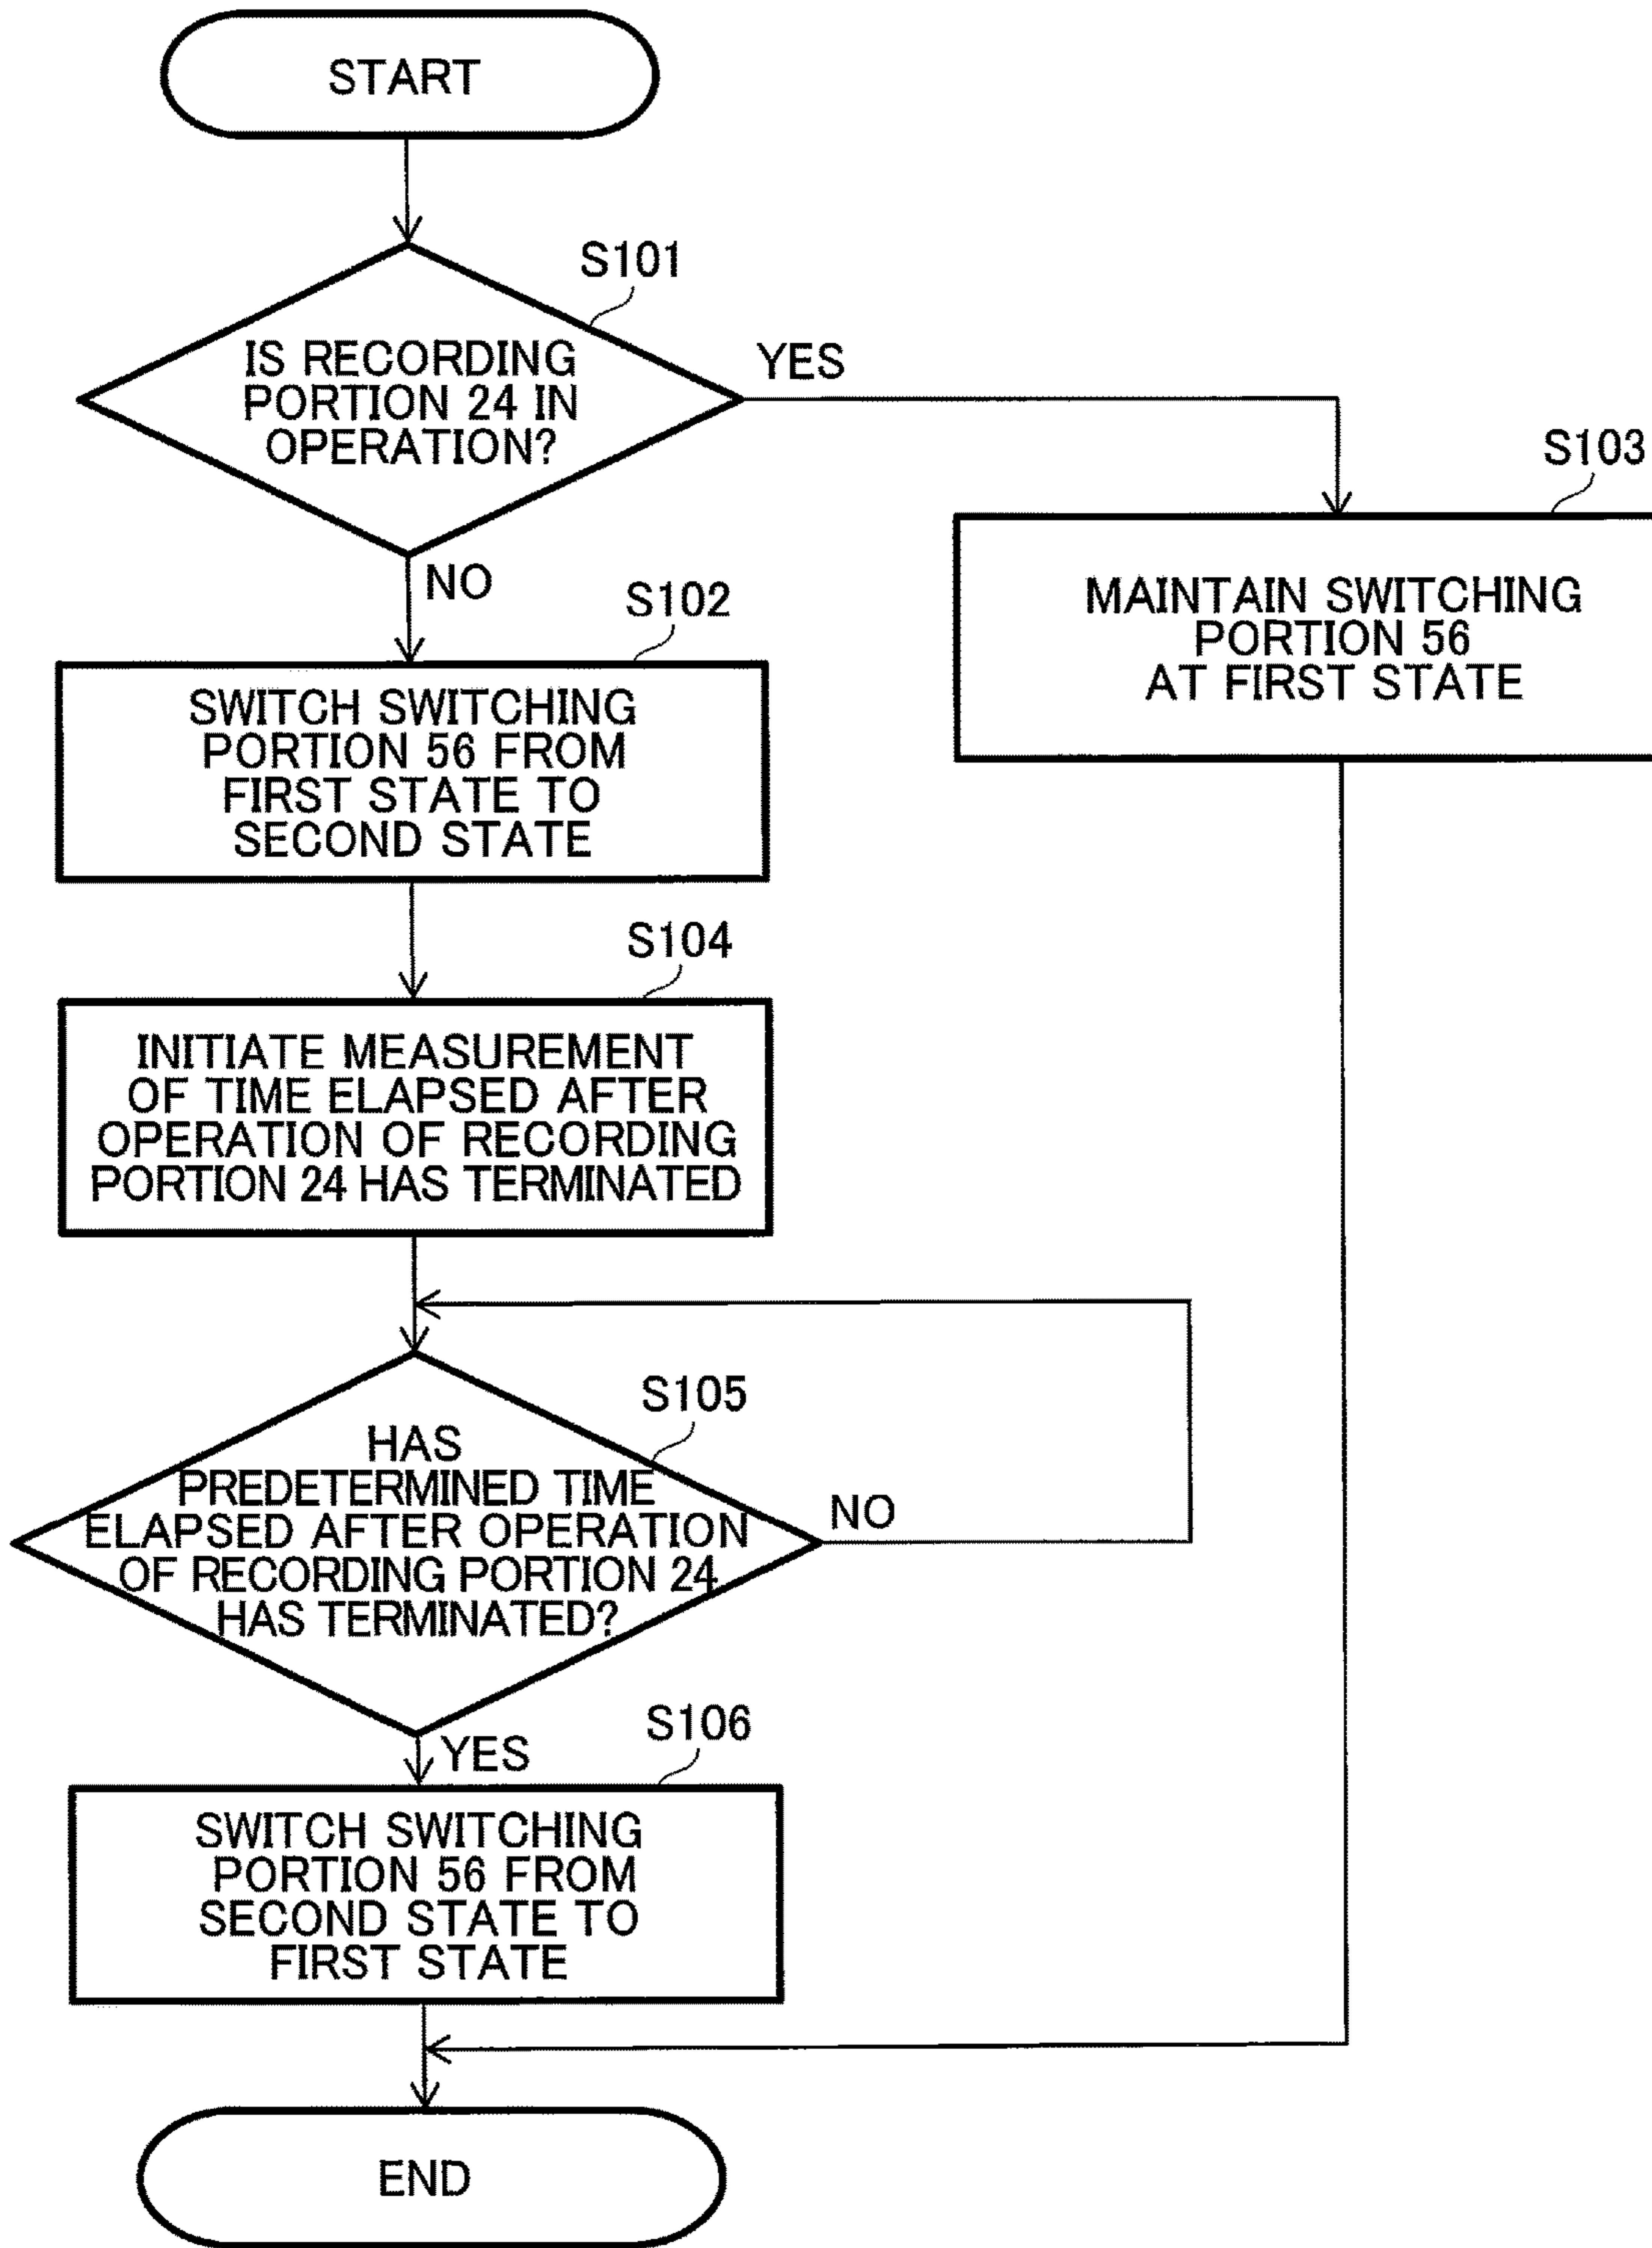 START
S101
IS RECORDING
PORTION 24 IN
OPERATION?
YES
NO
S103
MAINTAIN SWITCHING
PORTION 56
AT FIRST STATE
S102
SWITCH SWITCHING
PORTION 56 FROM
FIRST STATE TO
SECOND STATE
S104
INITIATE MEASUREMENT
OF TIME ELAPSED AFTER
OPERATION OF RECORDING
PORTION 24 HAS TERMINATED
S105
HAS
PREDETERMINED TIME
ELAPSED AFTER OPERATION
OF RECORDING PORTION 24
HAS TERMINATED?
NO
YES
S106
SWITCH SWITCHING
PORTION 56 FROM
SECOND STATE TO
FIRST STATE
END